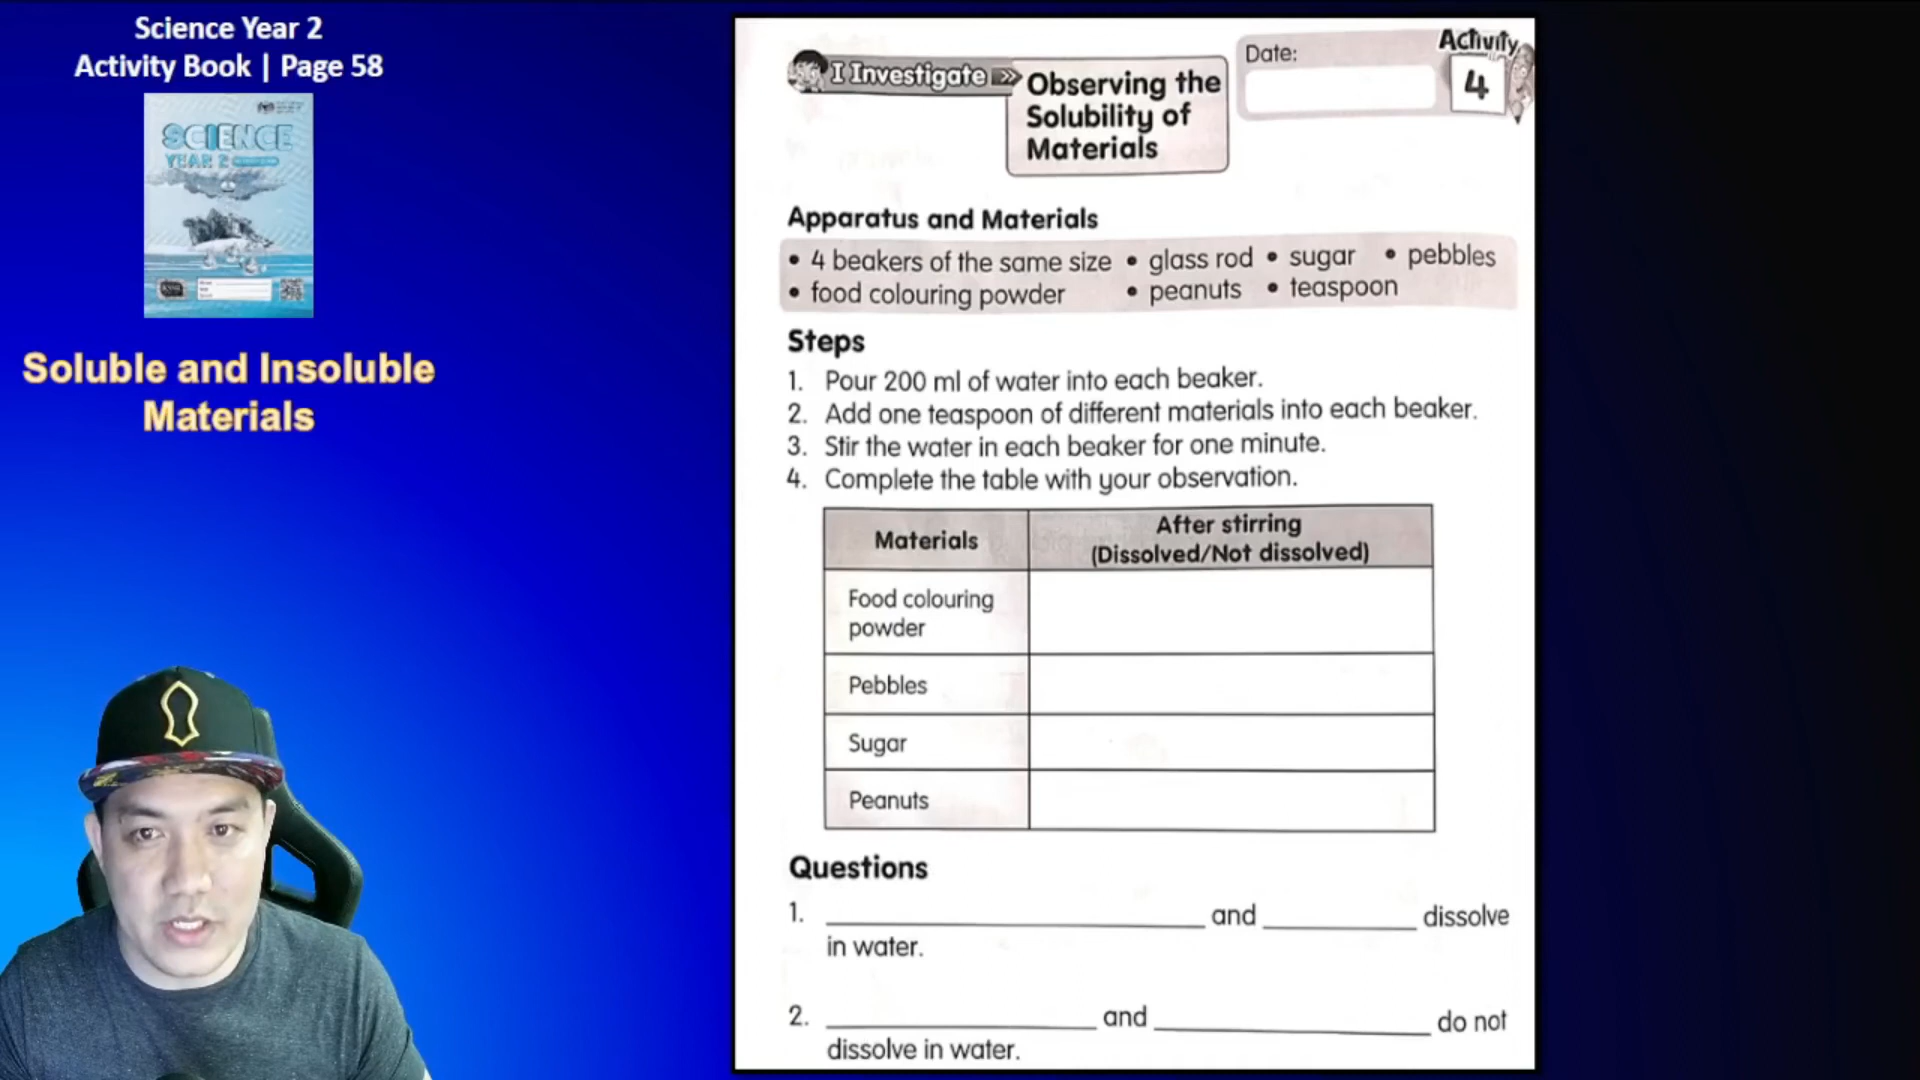 Science Year 2
Activity Book | Page 58
SCIENCE
YEAR 2
Soluble and Insoluble
Materials
I Investigate >>
Observing the
Solubility of
Materials
Date:
Activity
4
Apparatus and Materials
• 4 beakers of the same size • glass rod • sugar • pebbles
• food colouring powder • peanuts • teaspoon
Steps
1. Pour 200 ml of water into each beaker.
2. Add one teaspoon of different materials into each beaker.
3. Stir the water in each beaker for one minute.
4. Complete the table with your observation.
Materials
After stirring
(Dissolved/Not dissolved)
Food colouring
powder
Pebbles
Sugar
Peanuts
Questions
1. ____________ and ____________ dissolve
in water.
2. ____________ and ____________ do not
dissolve in water.